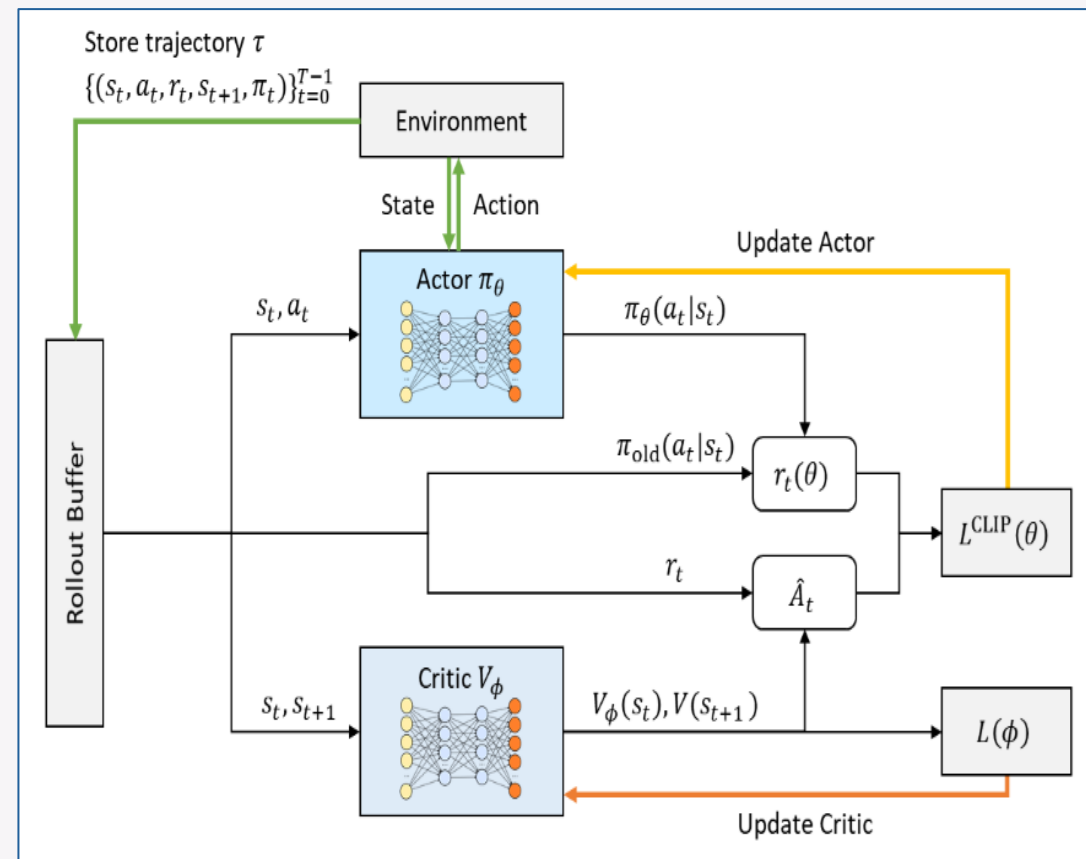 Store trajectory τ
{(s_t, a_t, r_t, s_{t+1}, π_t)}_{t=0}^{T−1}
Environment
State
Action
Update Actor
Actor π_θ
s_t, a_t
π_θ(a_t|s_t)
π_old(a_t|s_t)
r_t(θ)
L^CLIP(θ)
Rollout Buffer
r_t
Â_t
Critic V_ϕ
s_t, s_{t+1}
V_ϕ(s_t), V(s_{t+1})
L(ϕ)
Update Critic